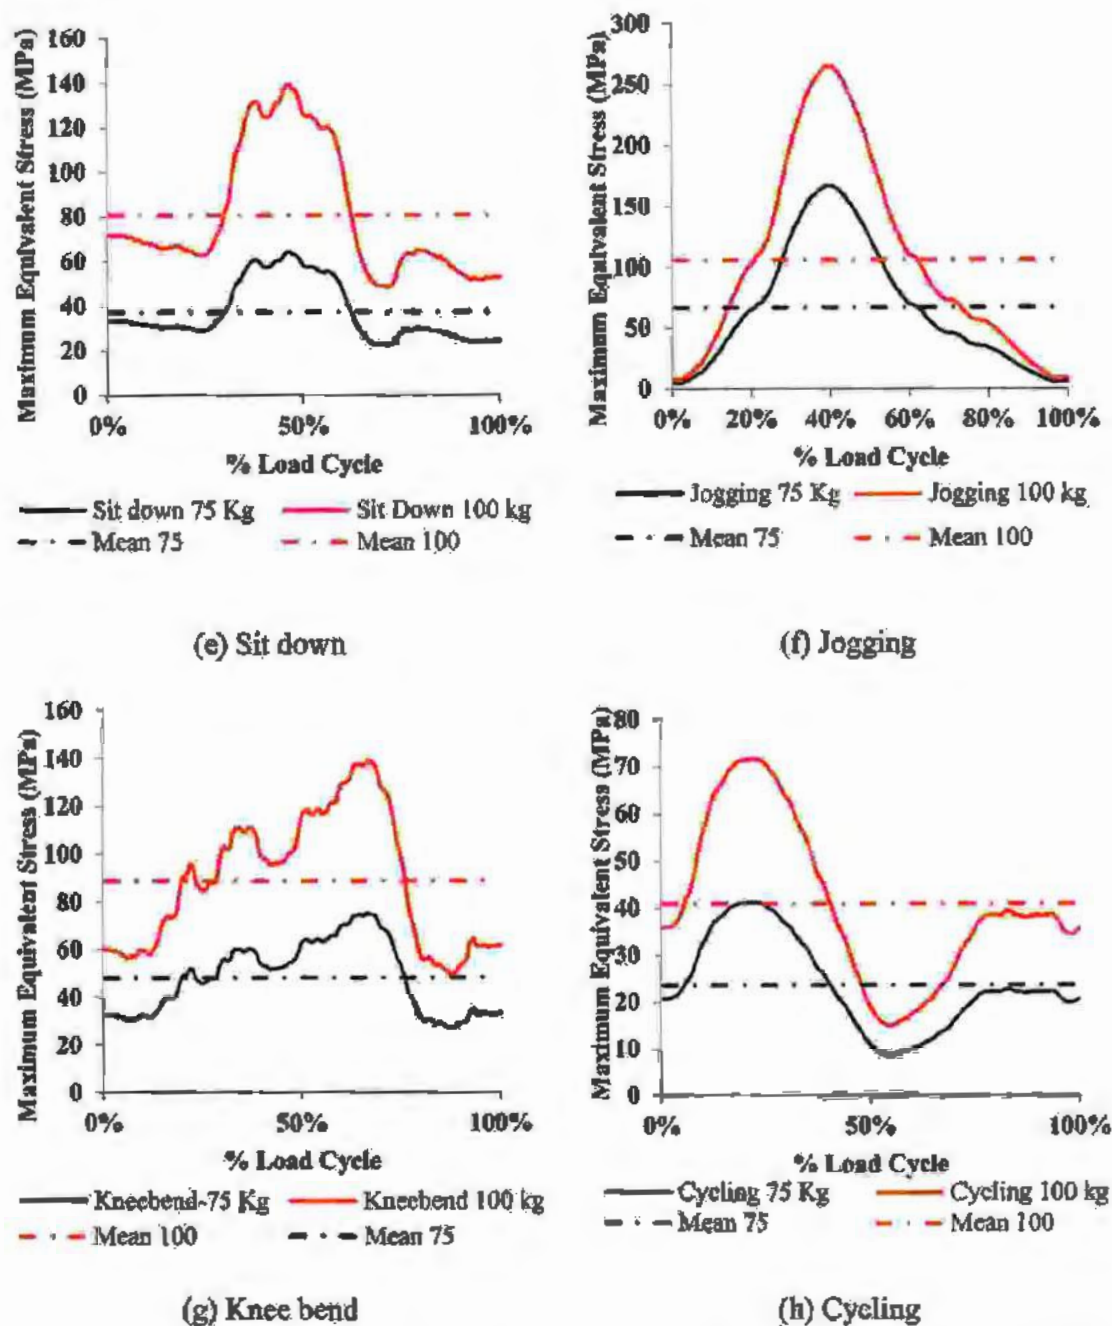 Maximum Equivalent Stress (MPa)
160
140
120
100
80
60
40
20
0
0% 50% 100%
% Load Cycle
Sit down 75 Kg Sit Down 100 kg
Mean 75 Mean 100
(e) Sit down
Maximum Equivalent Stress (MPa)
300
250
200
150
100
50
0
0% 20% 40% 60% 80% 100%
% Load Cycle
Jogging 75 Kg Jogging 100 kg
Mean 75 Mean 100
(f) Jogging
Maximum Equivalent Stress (MPa)
160
140
120
100
80
60
40
20
0
0% 50% 100%
% Load Cycle
Kneebend-75 Kg Kneebend 100 kg
Mean 100 Mean 75
(g) Knee bend
Maximum Equivalent Stress (MPa)
80
70
60
50
40
30
20
10
0
0% 50% 100%
% Load Cycle
Cycling 75 Kg Cycling 100 kg
Mean 75 Mean 100
(h) Cycling